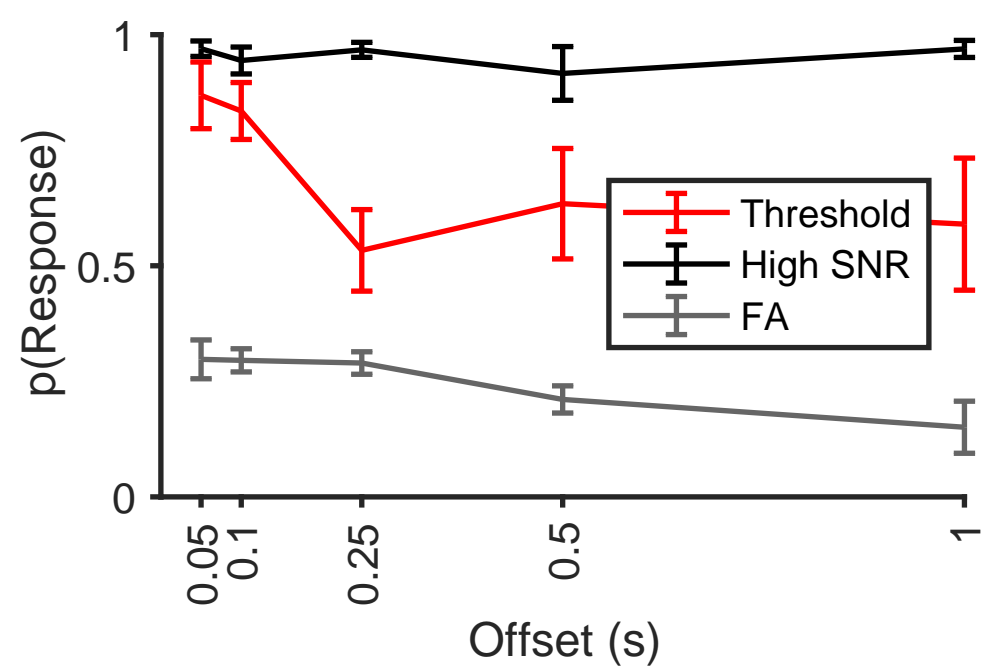 1
0.5
0
p(Response)
Threshold
High SNR
FA
0.05
0.1
0.25
0.5
1
Offset (s)